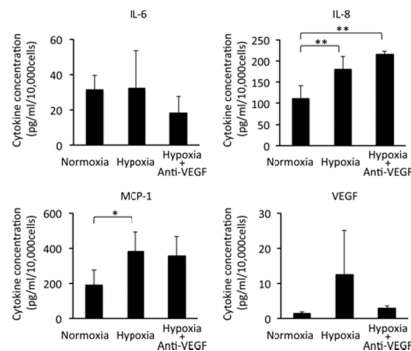 IL-6
Cytokine concentration
(pg/ml/10,000cells)
60
40
20
0
Normoxia Hypoxia Hypoxia
+
Anti-VEGF
IL-8
Cytokine concentration
(pg/ml/10,000cells)
250
200
150
100
50
0
**
**
Normoxia Hypoxia Hypoxia
+
Anti-VEGF
MCP-1
Cytokine concentration
(pg/ml/10,000cells)
600
400
200
0
*
Normoxia Hypoxia Hypoxia
+
Anti-VEGF
VEGF
Cytokine concentration
(pg/ml/10,000cells)
30
20
10
0
Normoxia Hypoxia Hypoxia
+
Anti-VEGF